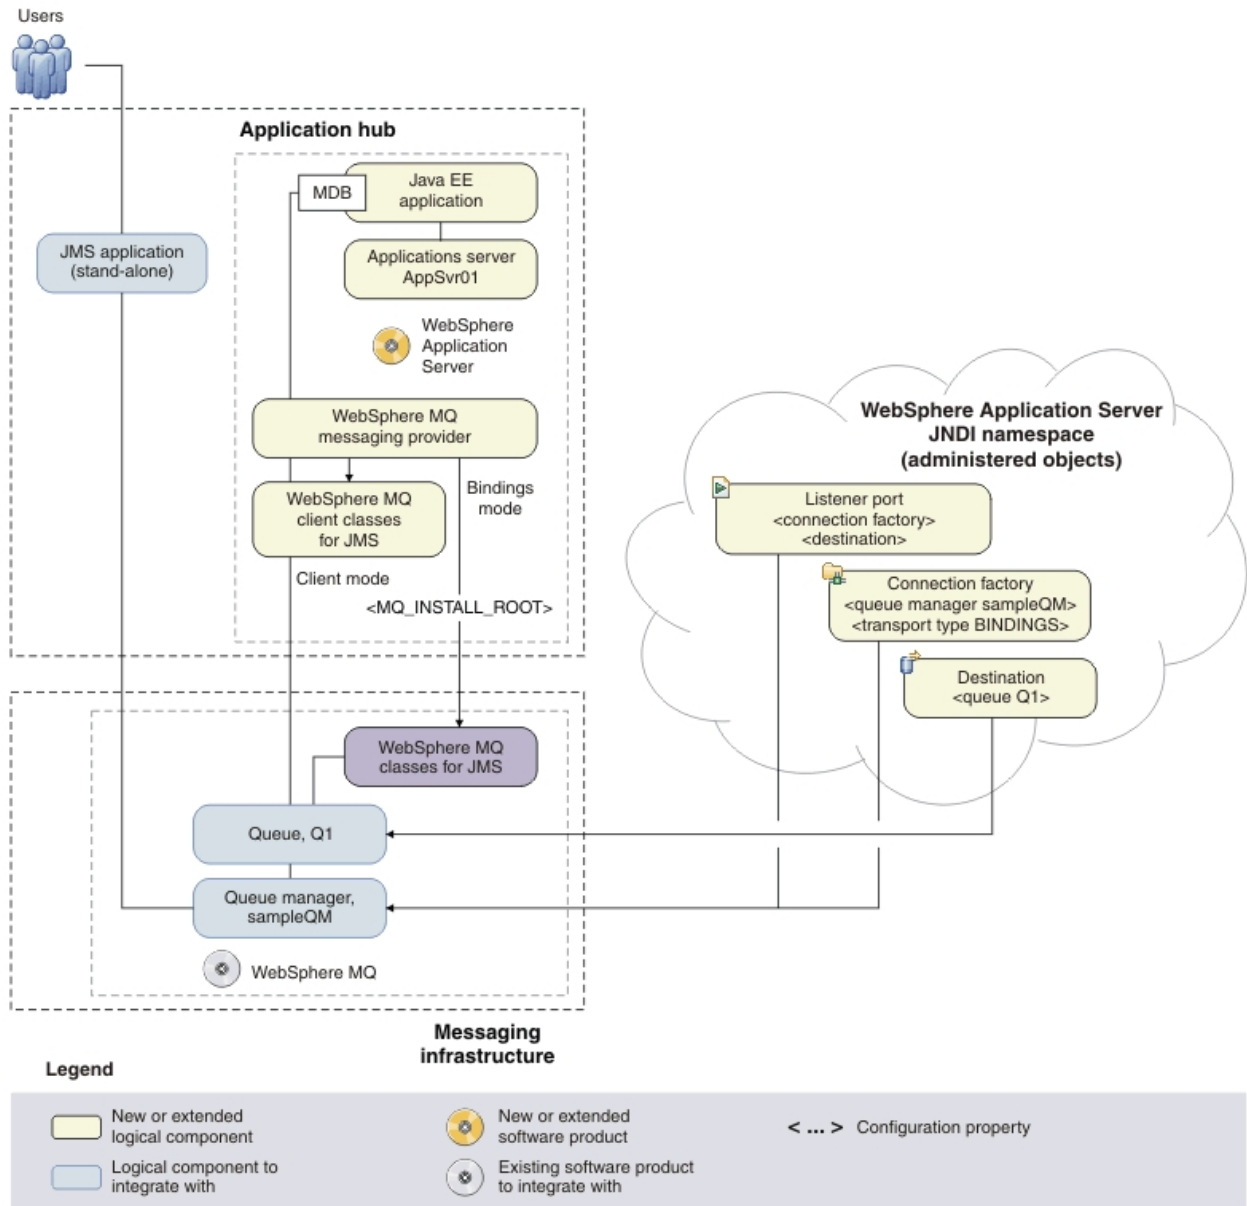 Users
Application hub
MDB
Java EE
application
JMS application
(stand-alone)
Applications server
AppSvr01
WebSphere
Application
Server
WebSphere MQ
messaging provider
WebSphere MQ
client classes
for JMS
Bindings
mode
Client mode
<MQ_INSTALL_ROOT>
WebSphere Application Server
JNDI namespace
(administered objects)
Listener port
<connection factory>
<destination>
Connection factory
<queue manager sampleQM>
<transport type BINDINGS>
Destination
<queue Q1>
WebSphere MQ
classes for JMS
Queue, Q1
Queue manager,
sampleQM
WebSphere MQ
Messaging
infrastructure
Legend
New or extended
logical component
Logical component to
integrate with
New or extended
software product
Existing software product
to integrate with
< ... > Configuration property